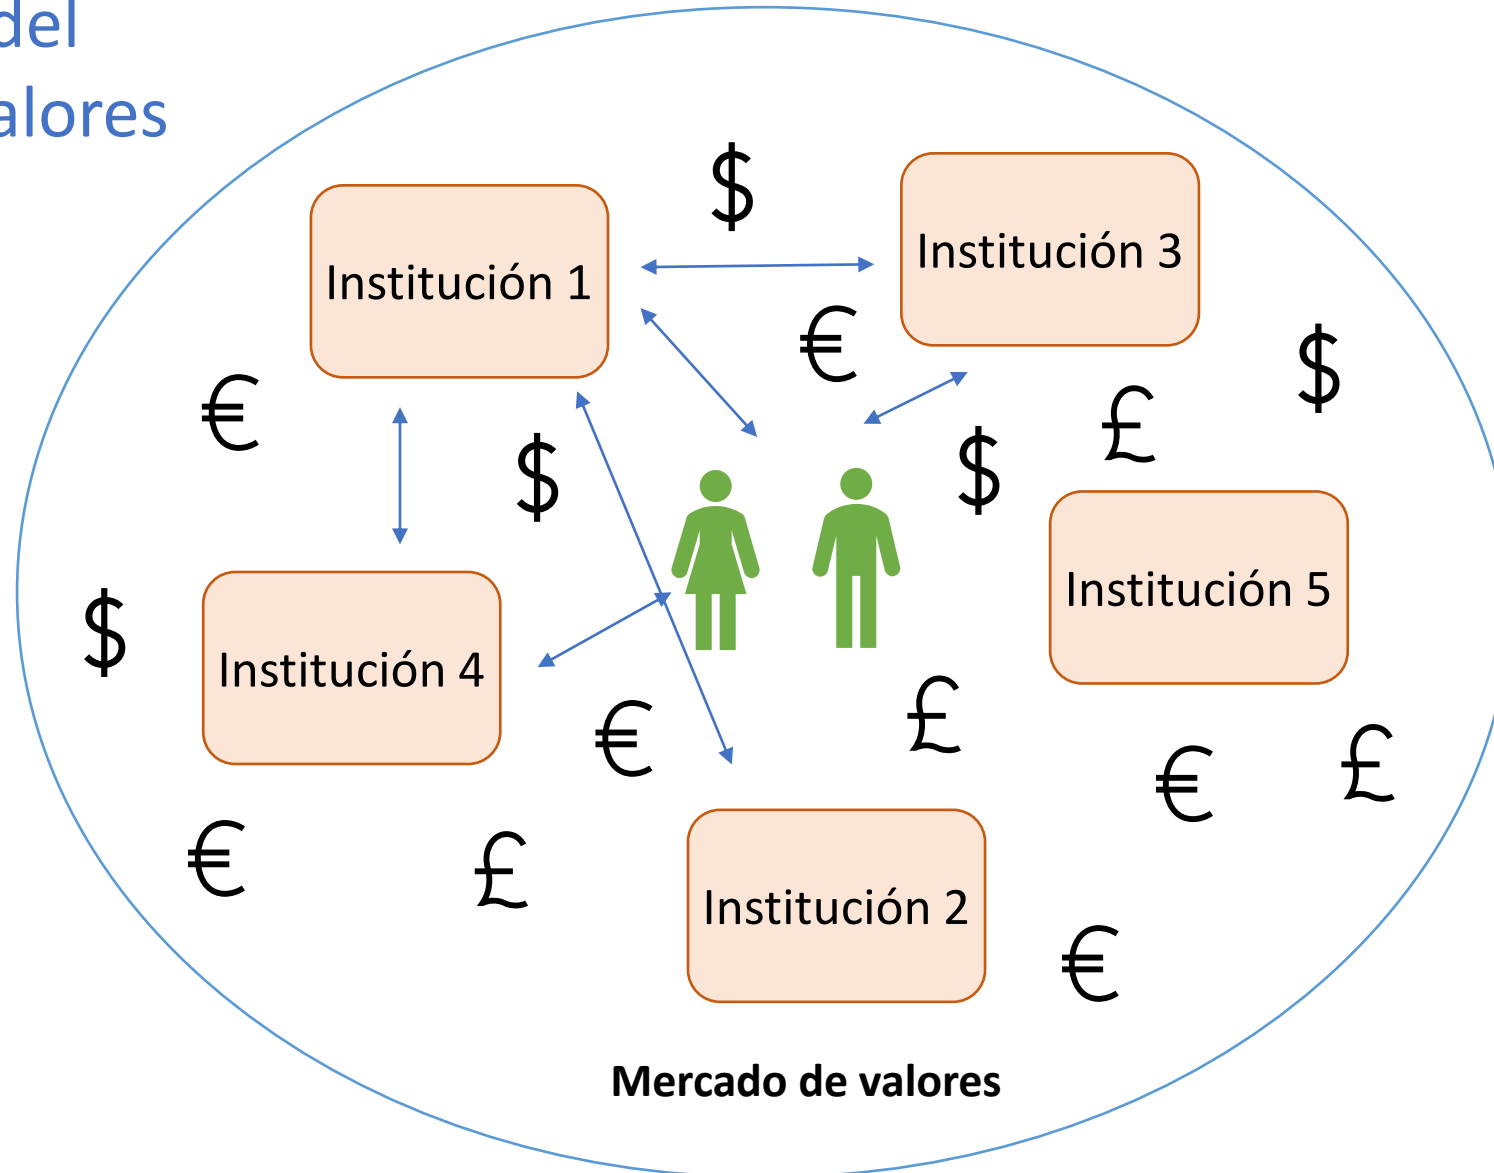 del
alores
$
Institución 3
Institución 1
€
$
€
£
$
$
Institución 5
$
Institución 4
£
€
£
€
€
£
Institución 2
€
Mercado de valores